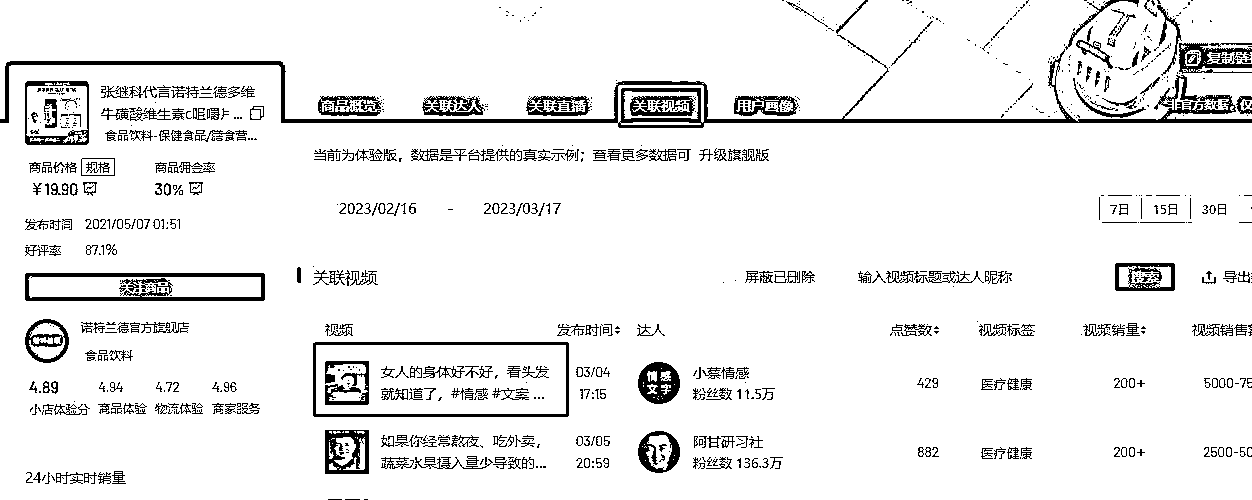 复制链
张继科代言诺特兰德多维
牛磺酸维生素c咀嚼片 ...
食品饮料-保健食品/膳食营...
商品概览 关联达人 关联直播 关联视频 用户画像
非官方数据，仅
商品价格 规格 商品佣金率
￥19.90 30%
发布时间 2021/05/07 01:51
好评率 87.1%
关注商品
诺特兰德官方旗舰店
食品饮料
4.89 4.94 4.72 4.96
小店体验分 商品体验 物流体验 商家服务
24小时实时销量
当前为体验版，数据是平台提供的真实示例；查看更多数据可 升级旗舰版
2023/02/16 - 2023/03/17
7日 15日 30日
关联视频
屏蔽已删除 输入视频标题或达人昵称 搜索 导出
视频 发布时间 达人 点赞数 视频标签 视频销量 视频销售
女人的身体好不好，看头发
就知道了，#情感 #文案 ...
03/04
17:15
情感
文字
小蔡情感
粉丝数 11.5万
429 医疗健康 200+ 5000-75
如果你经常熬夜、吃外卖，
蔬菜水果摄入量少导致的...
03/05
20:59
阿甘研习社
粉丝数 136.3万
882 医疗健康 200+ 2500-50